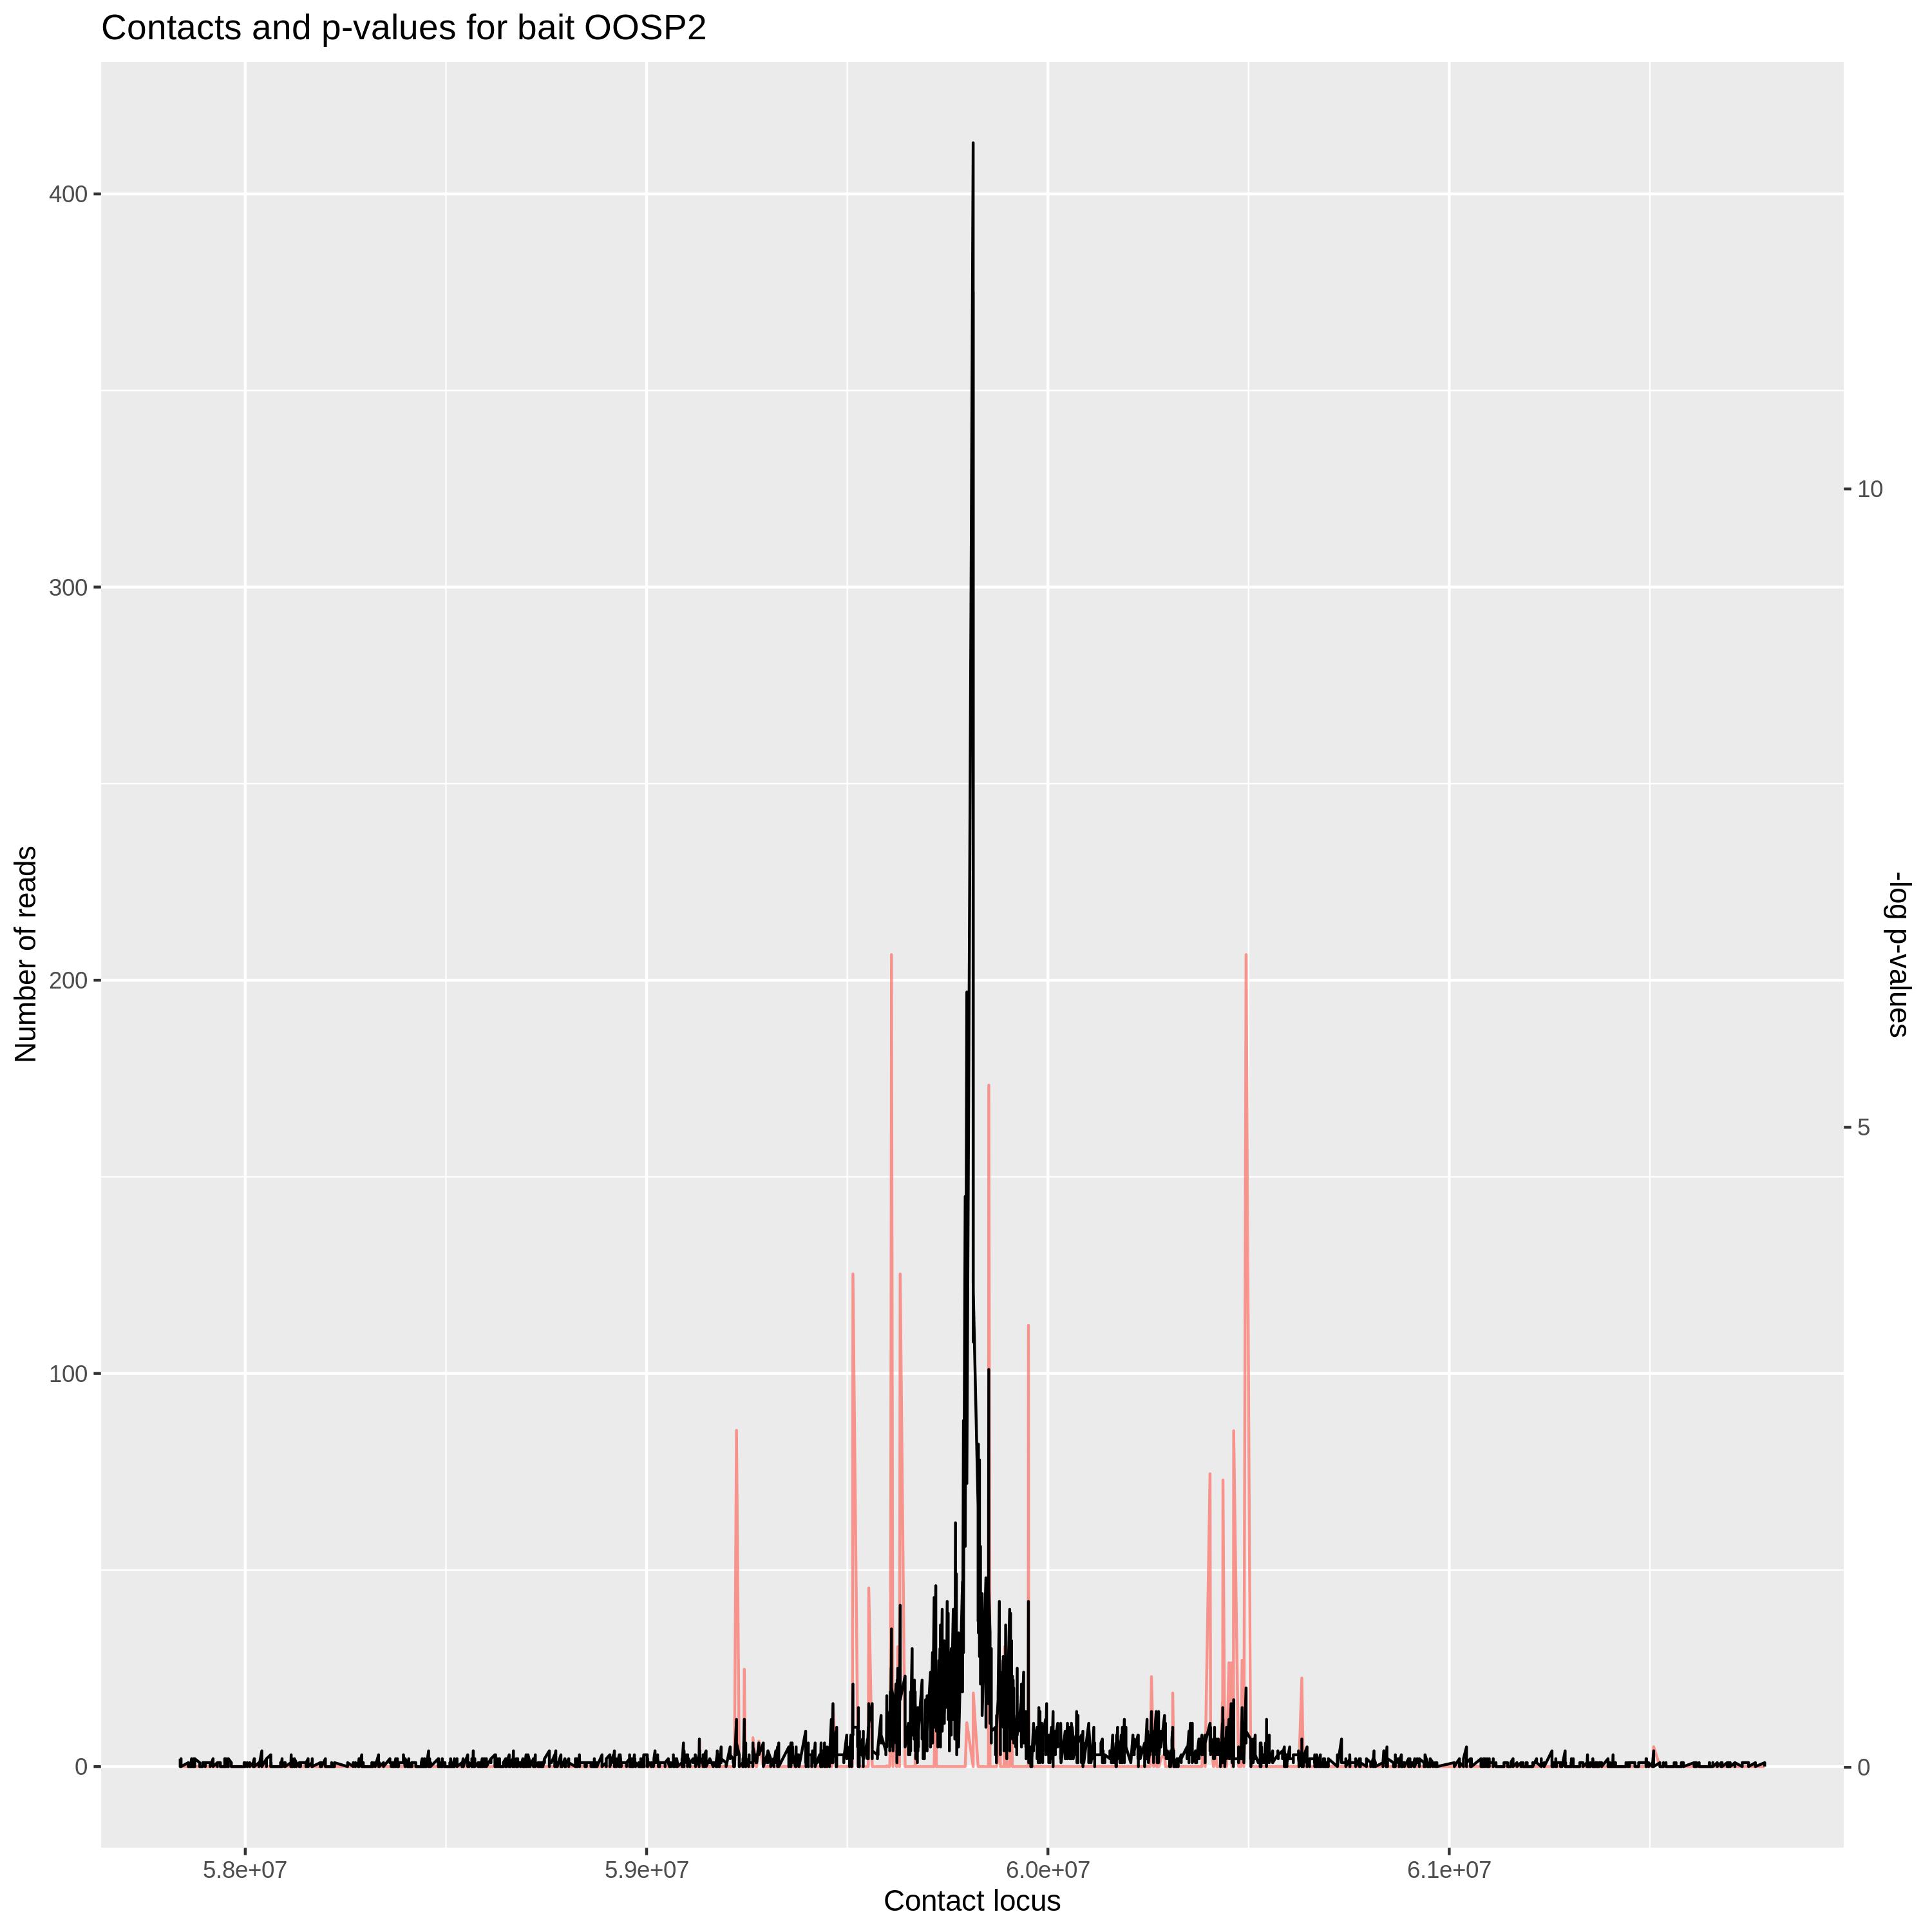 Contacts and p-values for bait OOSP2
400
300
200
100
0
Number of reads
10
5
0
-log p-values
5.8e+07
5.9e+07
6.0e+07
6.1e+07
Contact locus